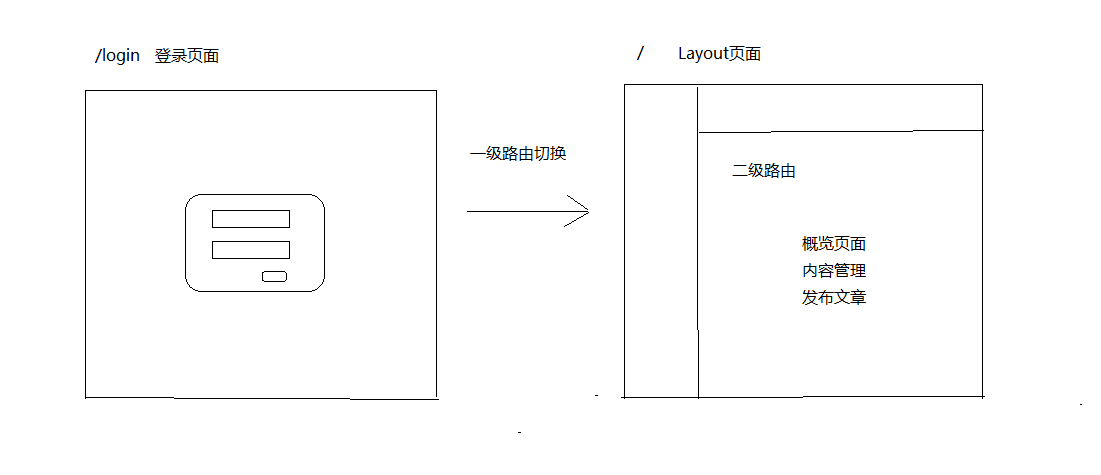 /login 登录页面
/ Layout页面
一级路由切换
二级路由
概览页面
内容管理
发布文章